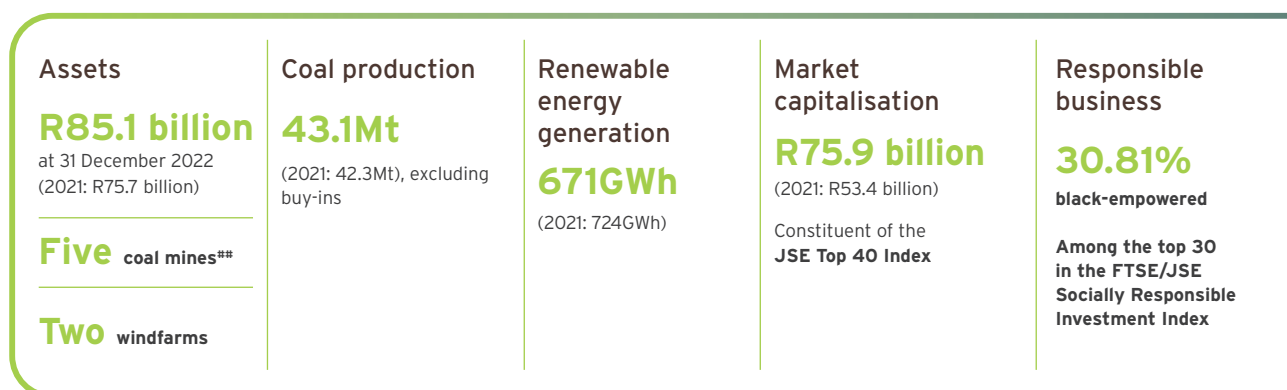 Assets
R85.1 billion
at 31 December 2022
(2021: R75.7 billion)
Five coal mines##
Two windfarms
Coal production
43.1Mt
(2021: 42.3Mt), excluding
buy-ins
Renewable
energy
generation
671GWh
(2021: 724GWh)
Market
capitalisation
R75.9 billion
(2021: R53.4 billion)
Constituent of the
JSE Top 40 Index
Responsible
business
30.81%
black-empowered
Among the top 30
in the FTSE/JSE
Socially Responsible
Investment Index